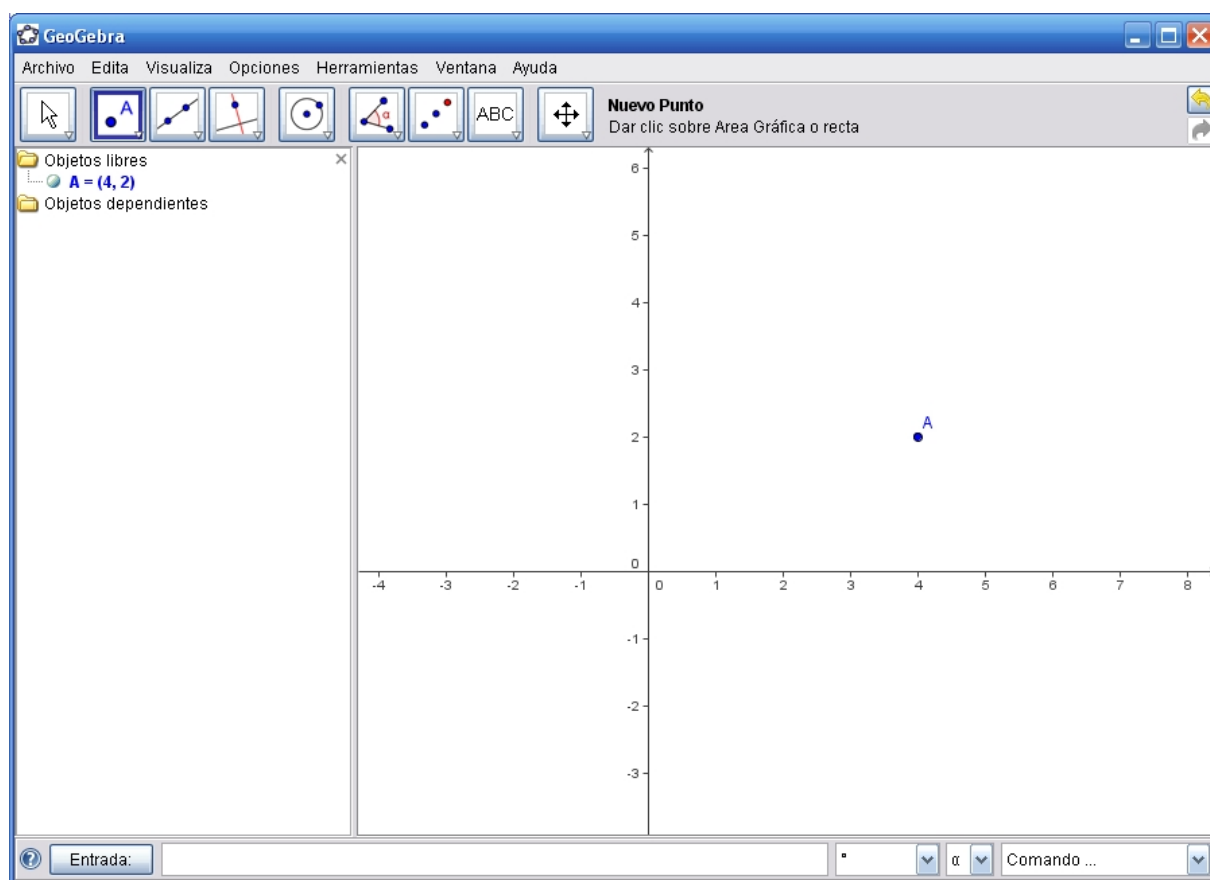 GeoGebra
Archivo Edita Visualiza Opciones Herramientas Ventana Ayuda
A
α
ABC
Nuevo Punto
Dar clic sobre Area Gráfica o recta
Objetos libres
A = (4, 2)
Objetos dependientes
6
5
4
3
2
A
1
0
-4 -3 -2 -1 0 1 2 3 4 5 6 7 8
-1
-2
-3
Entrada: ° α Comando ...